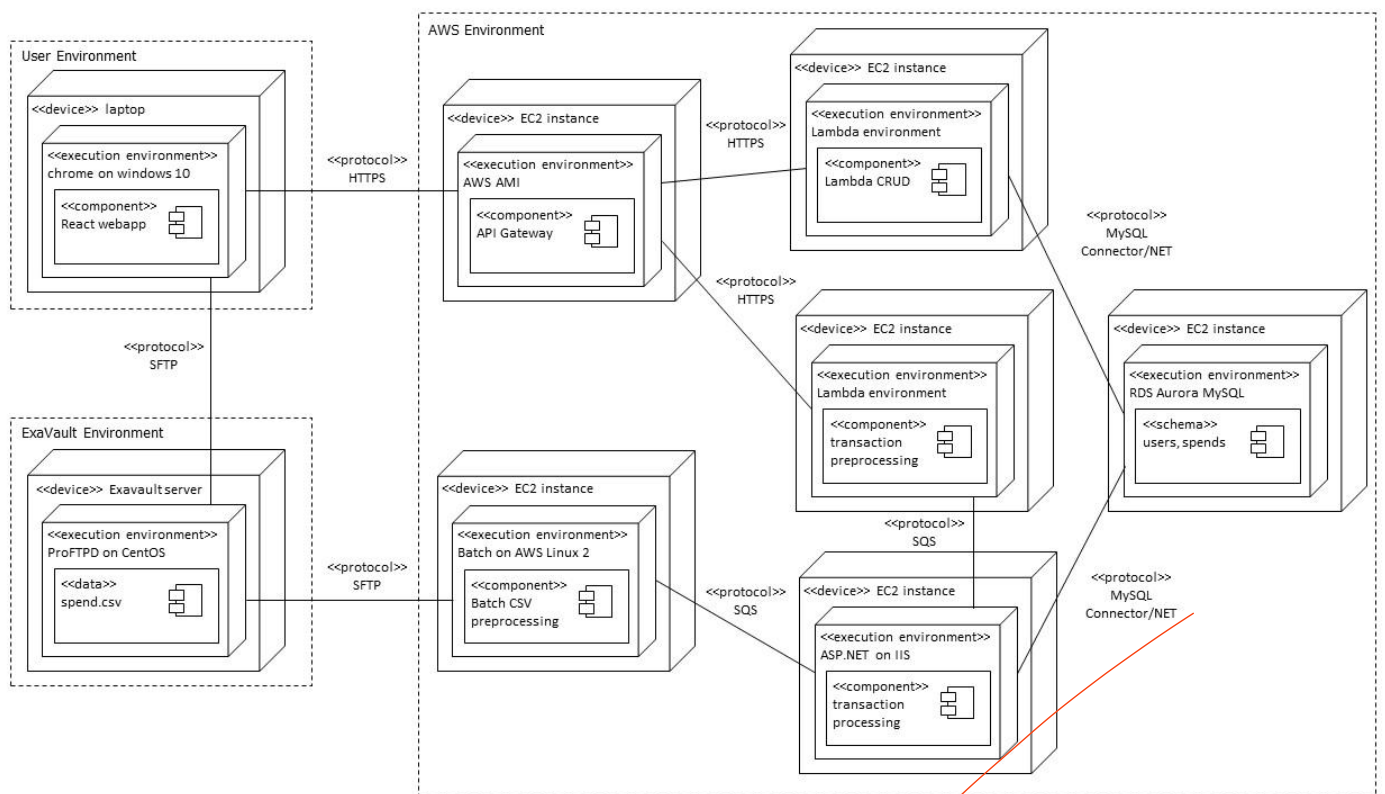 AWS Environment
User Environment
<<device>> laptop
<<execution environment>>
chrome on windows 10
<<component>>
React webapp
<<protocol>>
HTTPS
<<device>> EC2 instance
<<execution environment>>
AWS AMI
<<component>>
API Gateway
<<protocol>>
HTTPS
<<device>> EC2 instance
<<execution environment>>
Lambda environment
<<component>>
Lambda CRUD
<<protocol>>
MySQL
Connector/NET
<<protocol>>
HTTPS
<<device>> EC2 instance
<<execution environment>>
Lambda environment
<<component>>
transaction
preprocessing
<<device>> EC2 instance
<<execution environment>>
RDS Aurora MySQL
<<schema>>
users, spends
<<protocol>>
SFTP
ExaVault Environment
<<device>> Exavault server
<<execution environment>>
ProFTPD on CentOS
<<data>>
spend.csv
<<protocol>>
SFTP
<<device>> EC2 instance
<<execution environment>>
Batch on AWS Linux 2
<<component>>
Batch CSV
preprocessing
<<protocol>>
SQS
<<protocol>>
SQS
<<device>> EC2 instance
<<execution environment>>
ASP.NET on IIS
<<component>>
transaction
processing
<<protocol>>
MySQL
Connector/NET